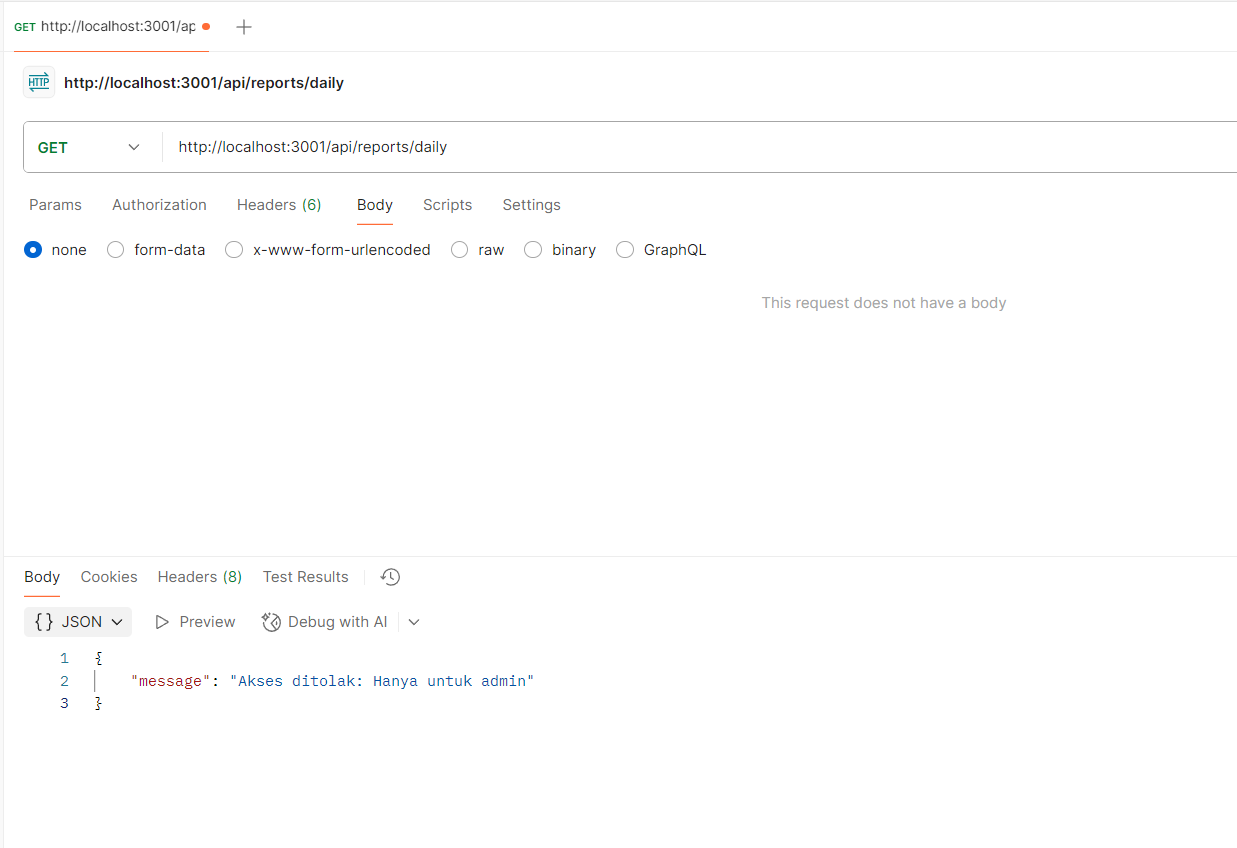 GET http://localhost:3001/ap
HTTP http://localhost:3001/api/reports/daily
GET http://localhost:3001/api/reports/daily
Params Authorization Headers (6) Body Scripts Settings
none form-data x-www-form-urlencoded raw binary GraphQL
This request does not have a body
Body Cookies Headers (8) Test Results
{} JSON Preview Debug with AI
1 {
2 "message": "Akses ditolak: Hanya untuk admin"
3 }